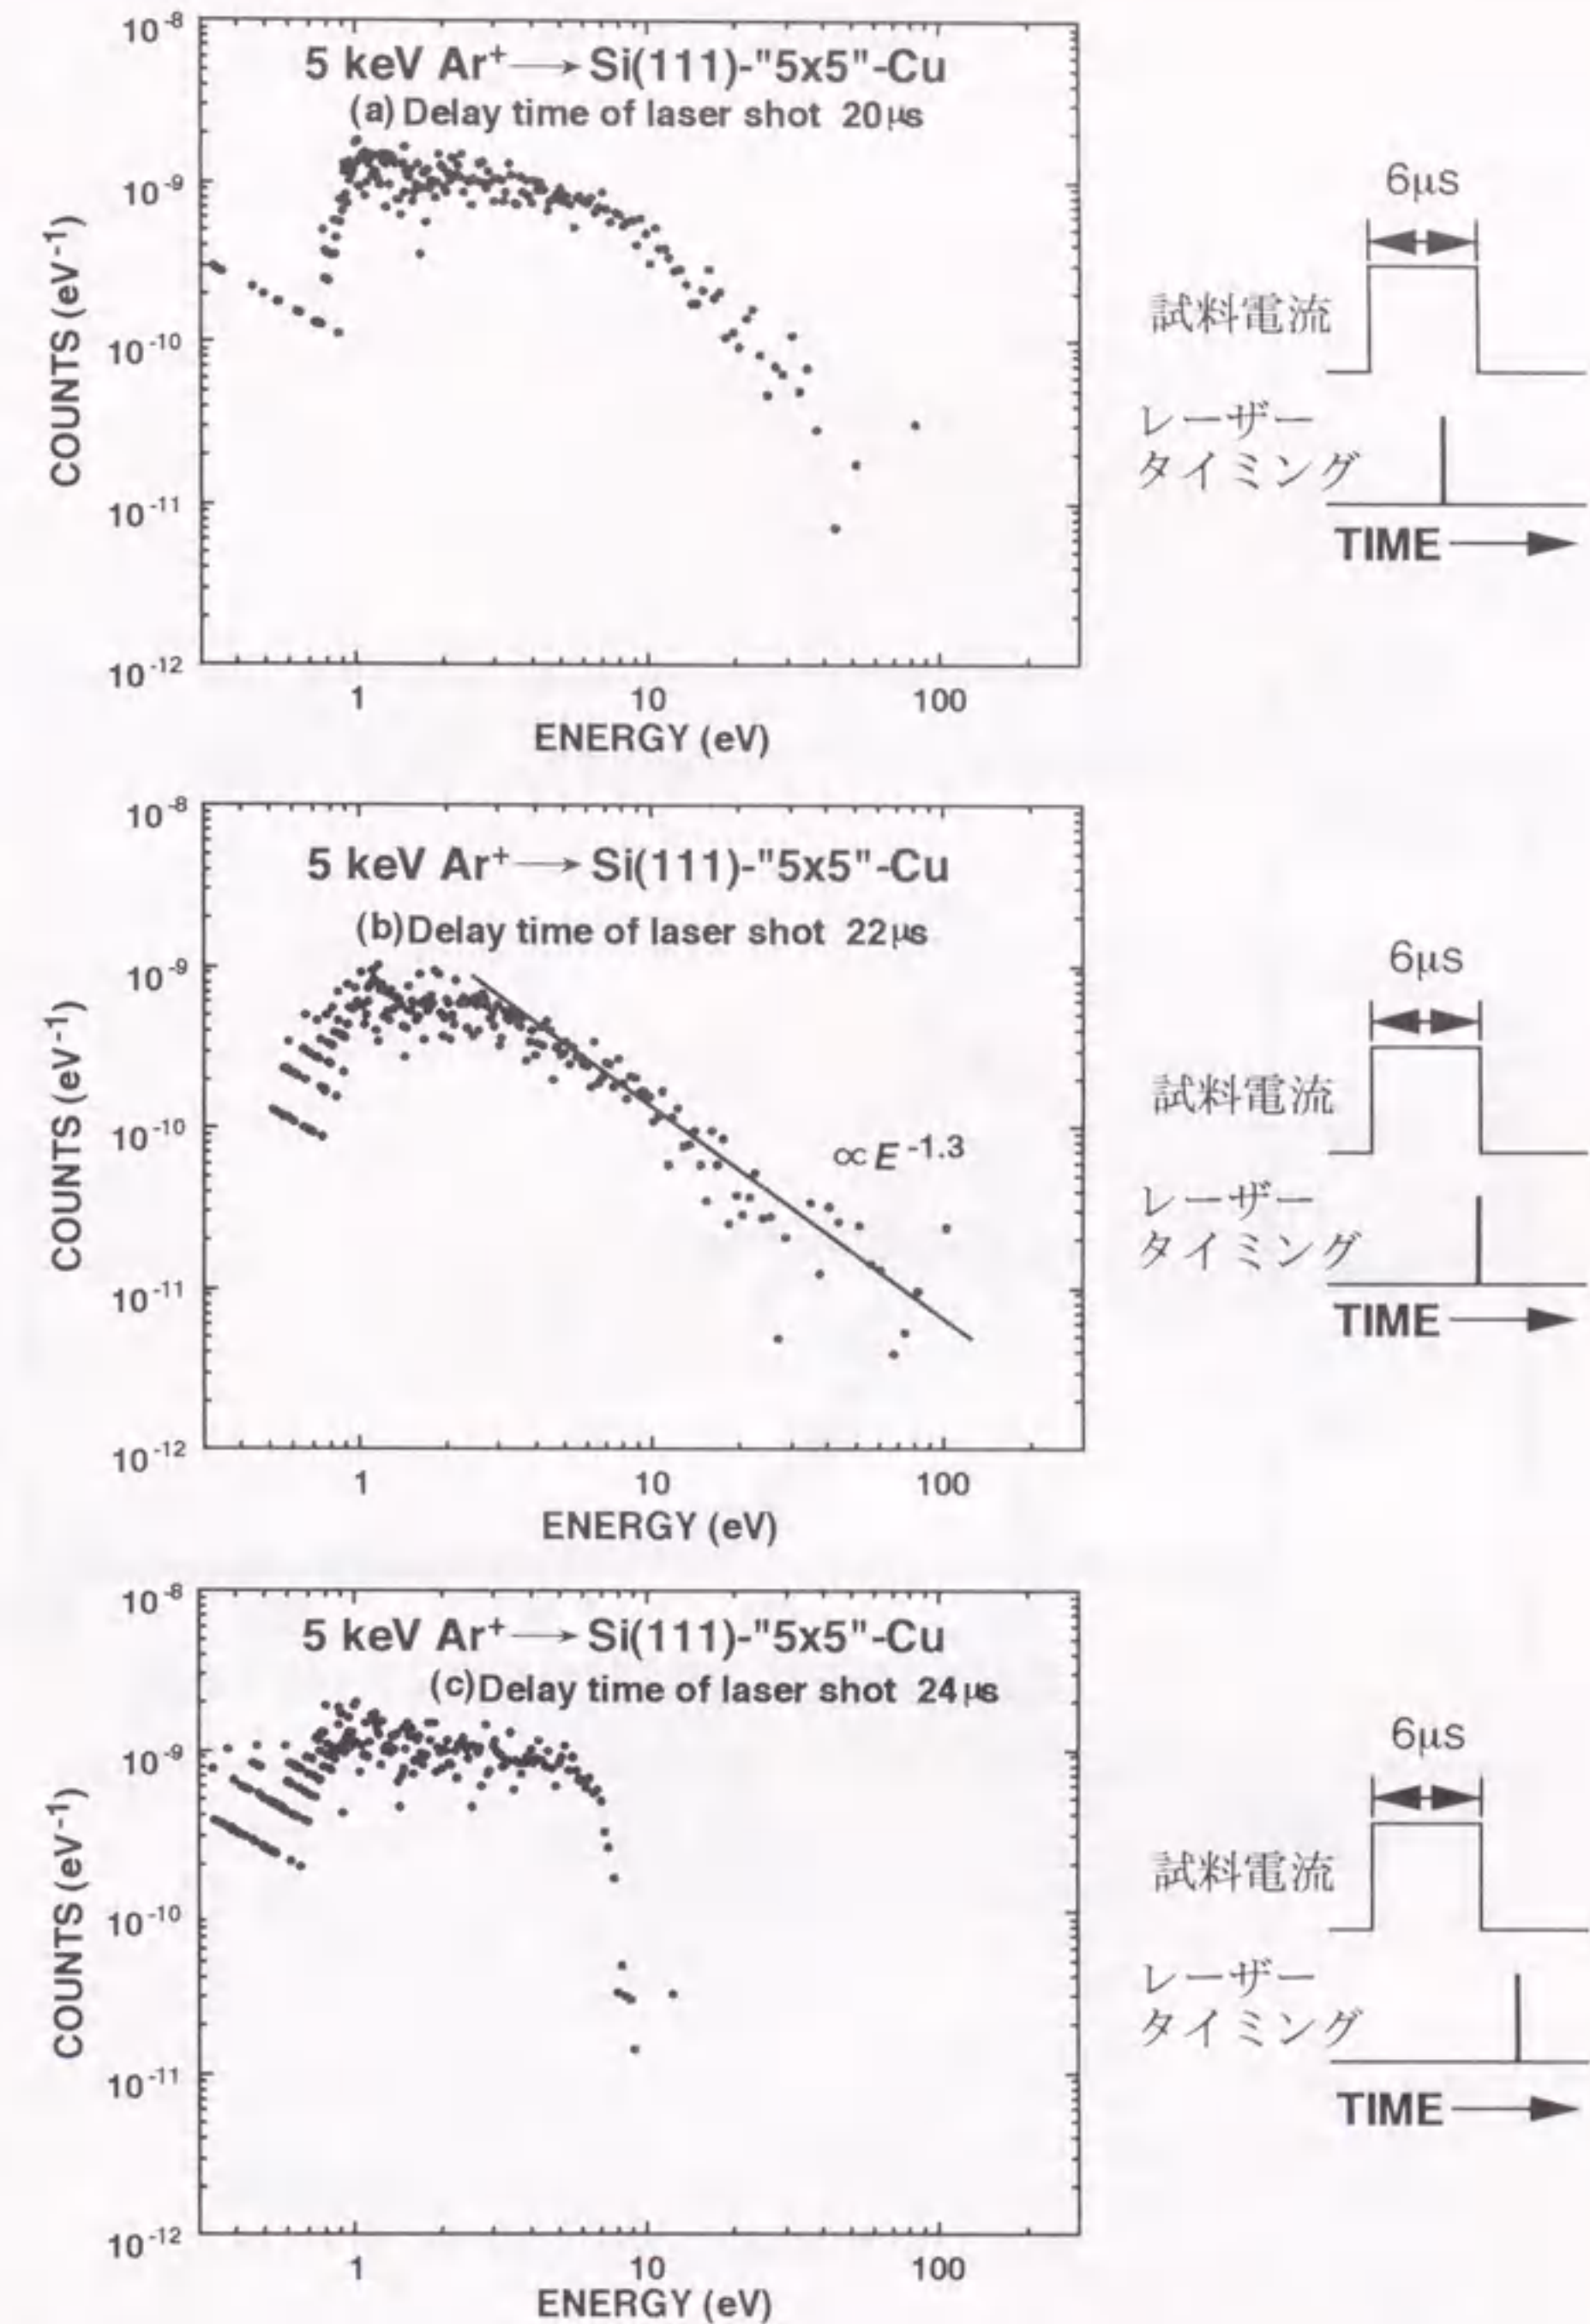 5 keV Ar⁺ → Si(111)-"5x5"-Cu
(a) Delay time of laser shot 20μs
COUNTS (eV⁻¹)
10⁻⁸
10⁻⁹
10⁻¹⁰
10⁻¹¹
10⁻¹²
1
10
100
ENERGY (eV)
6μs
試料電流
レーザー
タイミング
TIME →
5 keV Ar⁺ → Si(111)-"5x5"-Cu
(b) Delay time of laser shot 22μs
∝E⁻¹·³
COUNTS (eV⁻¹)
10⁻⁸
10⁻⁹
10⁻¹⁰
10⁻¹¹
10⁻¹²
1
10
100
ENERGY (eV)
6μs
試料電流
レーザー
タイミング
TIME →
5 keV Ar⁺ → Si(111)-"5x5"-Cu
(c) Delay time of laser shot 24μs
COUNTS (eV⁻¹)
10⁻⁸
10⁻⁹
10⁻¹⁰
10⁻¹¹
10⁻¹²
1
10
100
ENERGY (eV)
6μs
試料電流
レーザー
タイミング
TIME →